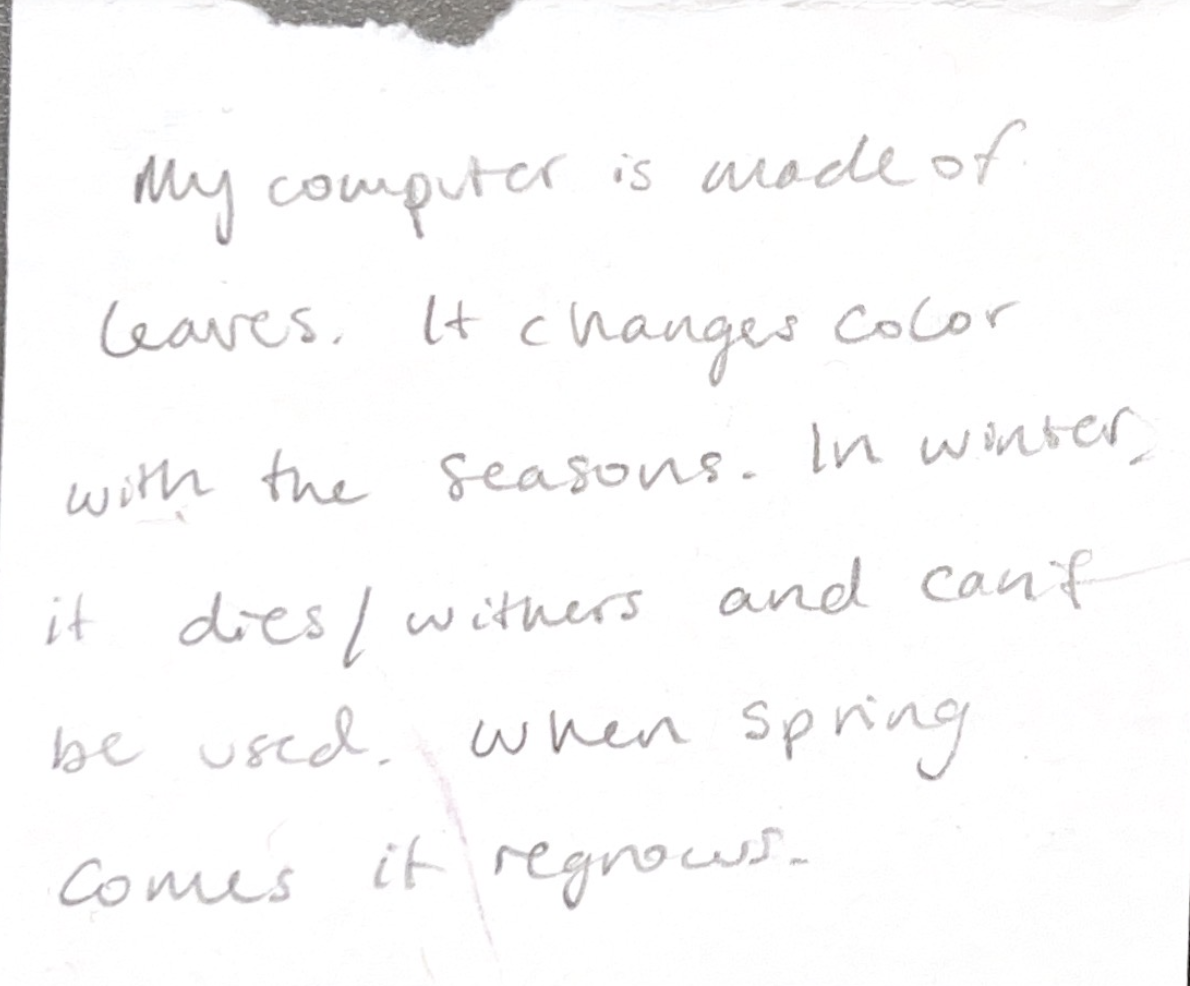 My computer is made of
leaves. It changes color
with the seasons. In winter,
it dies/withers and can't
be used. When spring
comes it regrows.